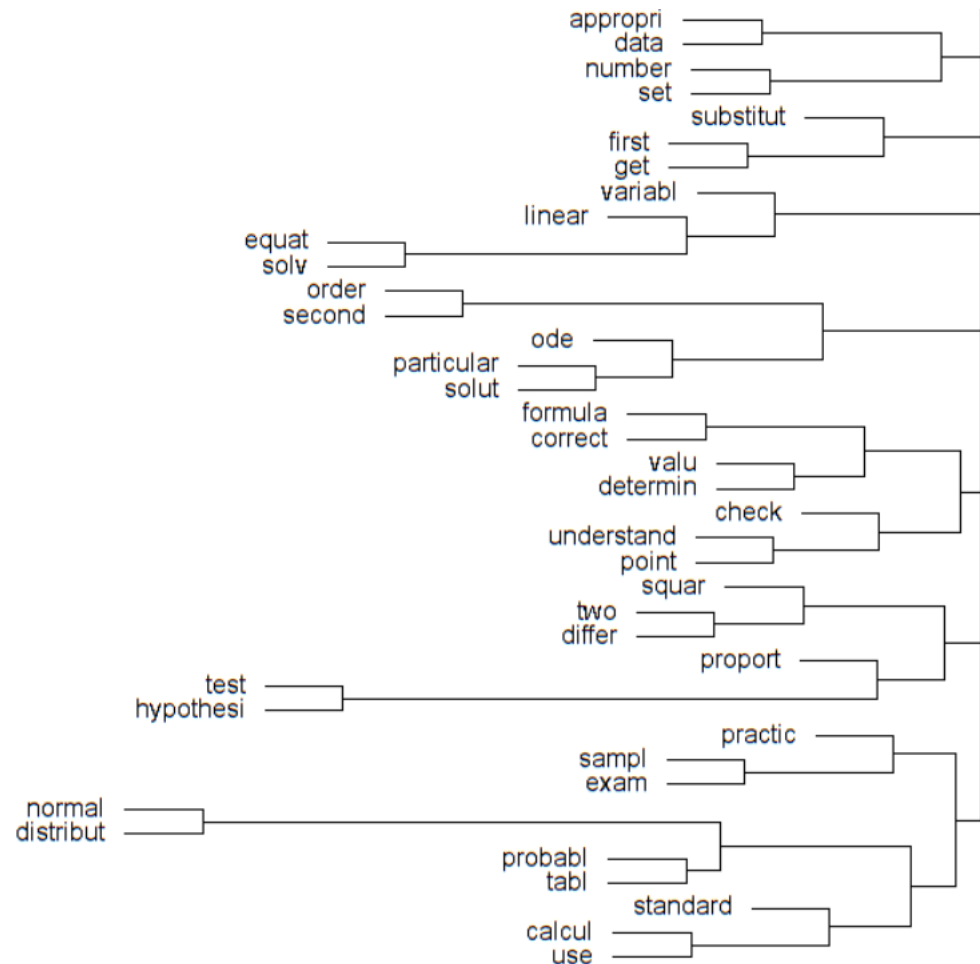 appropri
data
number
set
substitut
first
get
variabl
linear
equat
solv
order
second
ode
particular
solut
formula
correct
valu
determin
check
understand
point
squar
two
differ
proport
test
hypothesi
practic
sampl
exam
normal
distribut
probabl
tabl
standard
calcul
use